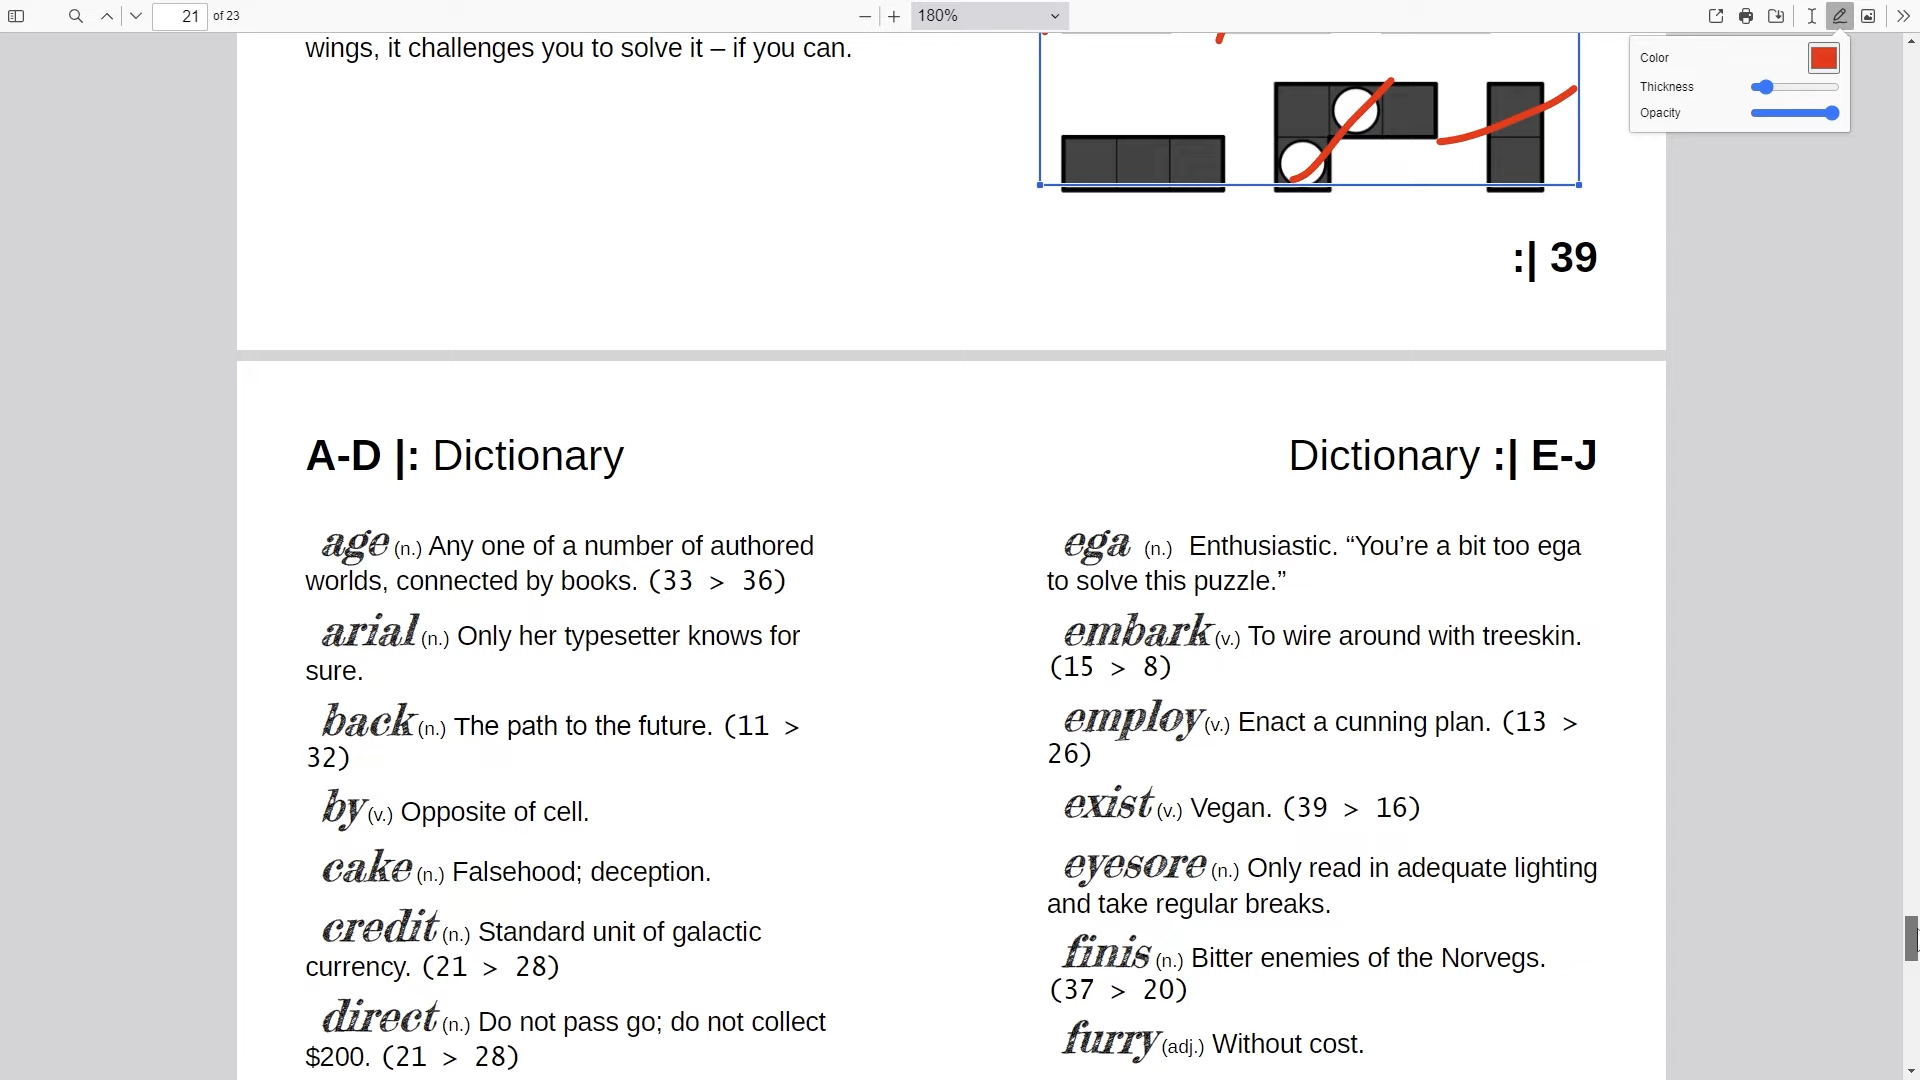 21 of 23
180%
Color
Thickness
Opacity
wings, it challenges you to solve it – if you can.
:| 39
A-D |: Dictionary
age (n.) Any one of a number of authored
worlds, connected by books. (33 > 36)
arial (n.) Only her typesetter knows for
sure.
back (n.) The path to the future. (11 >
32)
by (v.) Opposite of cell.
cake (n.) Falsehood; deception.
credit (n.) Standard unit of galactic
currency. (21 > 28)
direct (n.) Do not pass go; do not collect
$200. (21 > 28)
Dictionary :| E-J
ega (n.) Enthusiastic. “You’re a bit too ega
to solve this puzzle.”
embark (v.) To wire around with treeskin.
(15 > 8)
employ (v.) Enact a cunning plan. (13 >
26)
exist (v.) Vegan. (39 > 16)
eyesore (n.) Only read in adequate lighting
and take regular breaks.
finis (n.) Bitter enemies of the Norvegs.
(37 > 20)
furry (adj.) Without cost.